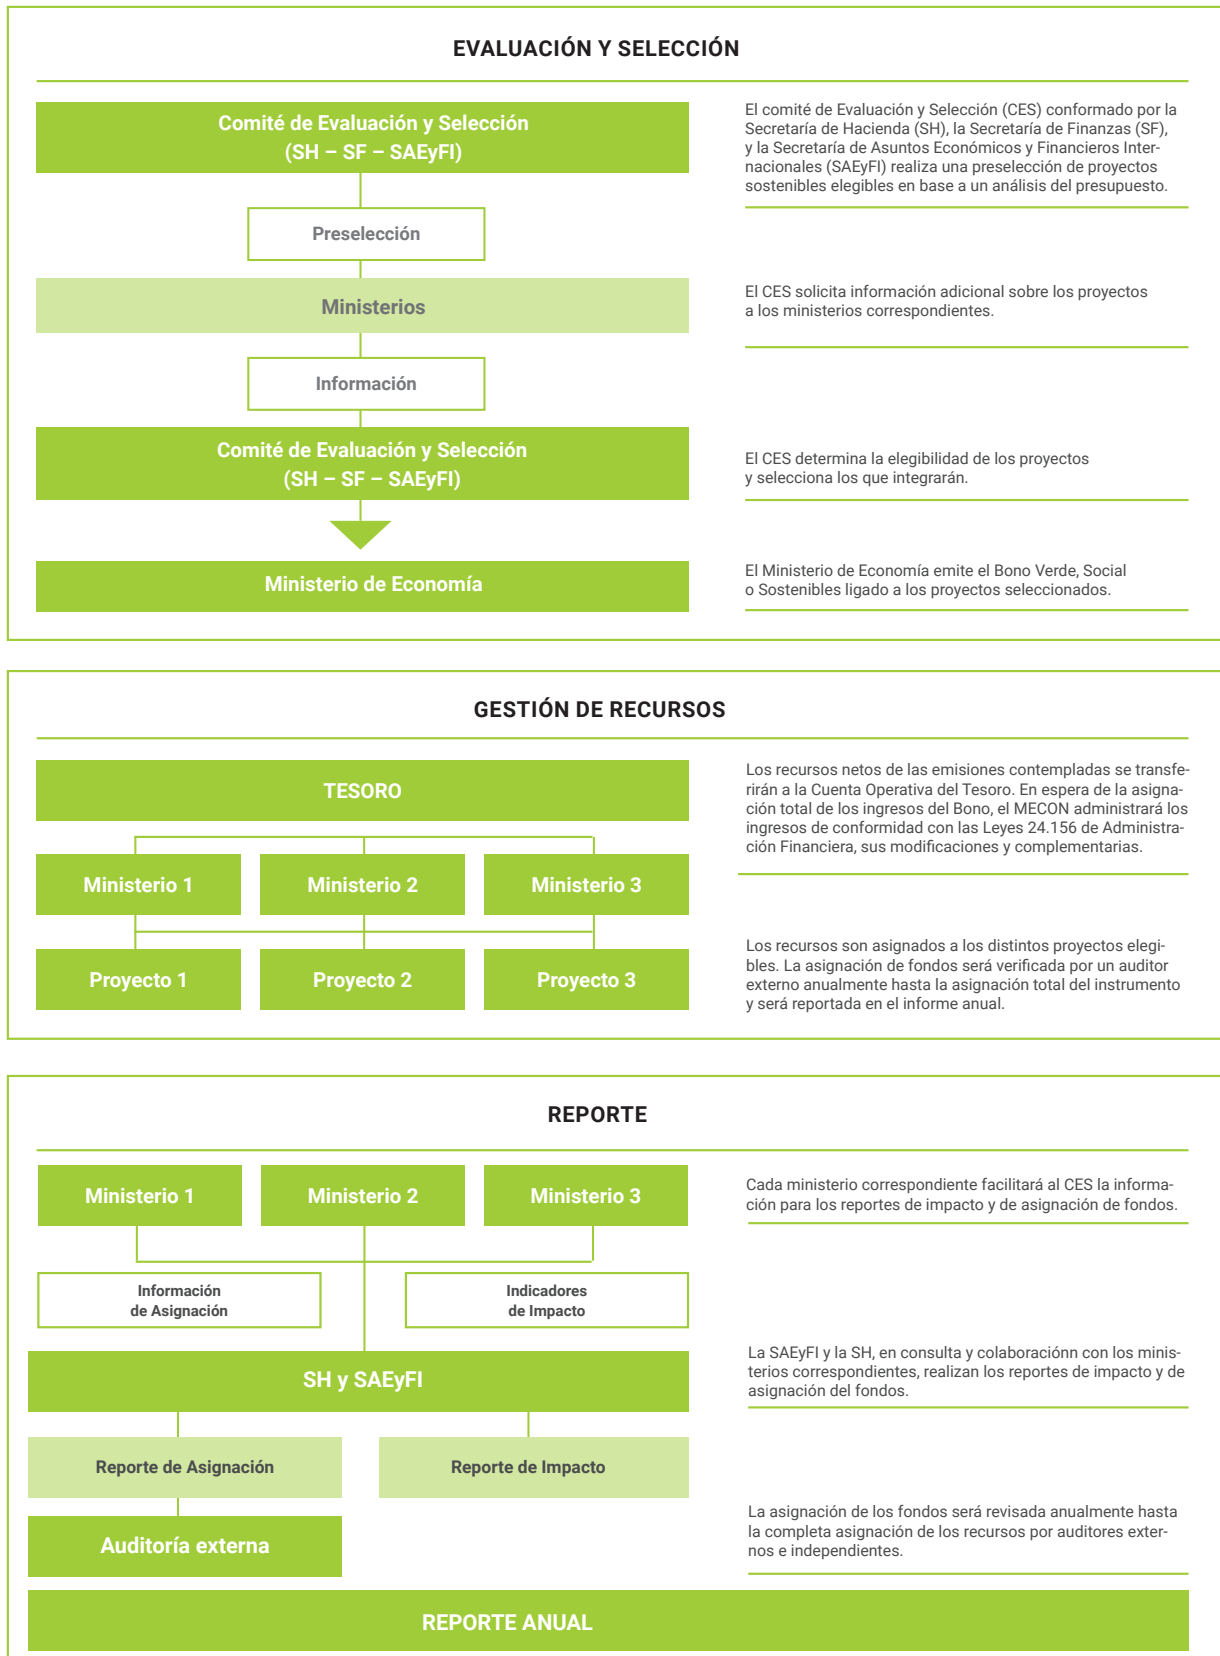 EVALUACIÓN Y SELECCIÓN
Comité de Evaluación y Selección
(SH – SF – SAEyFI)
El comité de Evaluación y Selección (CES) conformado por la
Secretaría de Hacienda (SH), la Secretaría de Finanzas (SF),
y la Secretaría de Asuntos Económicos y Financieros Inter-
nacionales (SAEyFI) realiza una preselección de proyectos
sostenibles elegibles en base a un análisis del presupuesto.
Preselección
Ministerios
El CES solicita información adicional sobre los proyectos
a los ministerios correspondientes.
Información
Comité de Evaluación y Selección
(SH – SF – SAEyFI)
El CES determina la elegibilidad de los proyectos
y selecciona los que integrarán.
Ministerio de Economía
El Ministerio de Economía emite el Bono Verde, Social
o Sostenibles ligado a los proyectos seleccionados.
GESTIÓN DE RECURSOS
TESORO
Los recursos netos de las emisiones contempladas se transfe-
rirán a la Cuenta Operativa del Tesoro. En espera de la asigna-
ción total de los ingresos del Bono, el MECON administrará los
ingresos de conformidad con las Leyes 24.156 de Administra-
ción Financiera, sus modificaciones y complementarias.
Ministerio 1
Ministerio 2
Ministerio 3
Proyecto 1
Proyecto 2
Proyecto 3
Los recursos son asignados a los distintos proyectos elegi-
bles. La asignación de fondos será verificada por un auditor
externo anualmente hasta la asignación total del instrumento
y será reportada en el informe anual.
REPORTE
Ministerio 1
Ministerio 2
Ministerio 3
Cada ministerio correspondiente facilitará al CES la informa-
ción para los reportes de impacto y de asignación de fondos.
Información
de Asignación
Indicadores
de Impacto
SH y SAEyFI
La SAEyFI y la SH, en consulta y colaboraciónn con los minis-
terios correspondientes, realizan los reportes de impacto y de
asignación del fondos.
Reporte de Asignación
Reporte de Impacto
Auditoría externa
La asignación de los fondos será revisada anualmente hasta
la completa asignación de los recursos por auditores exter-
nos e independientes.
REPORTE ANUAL